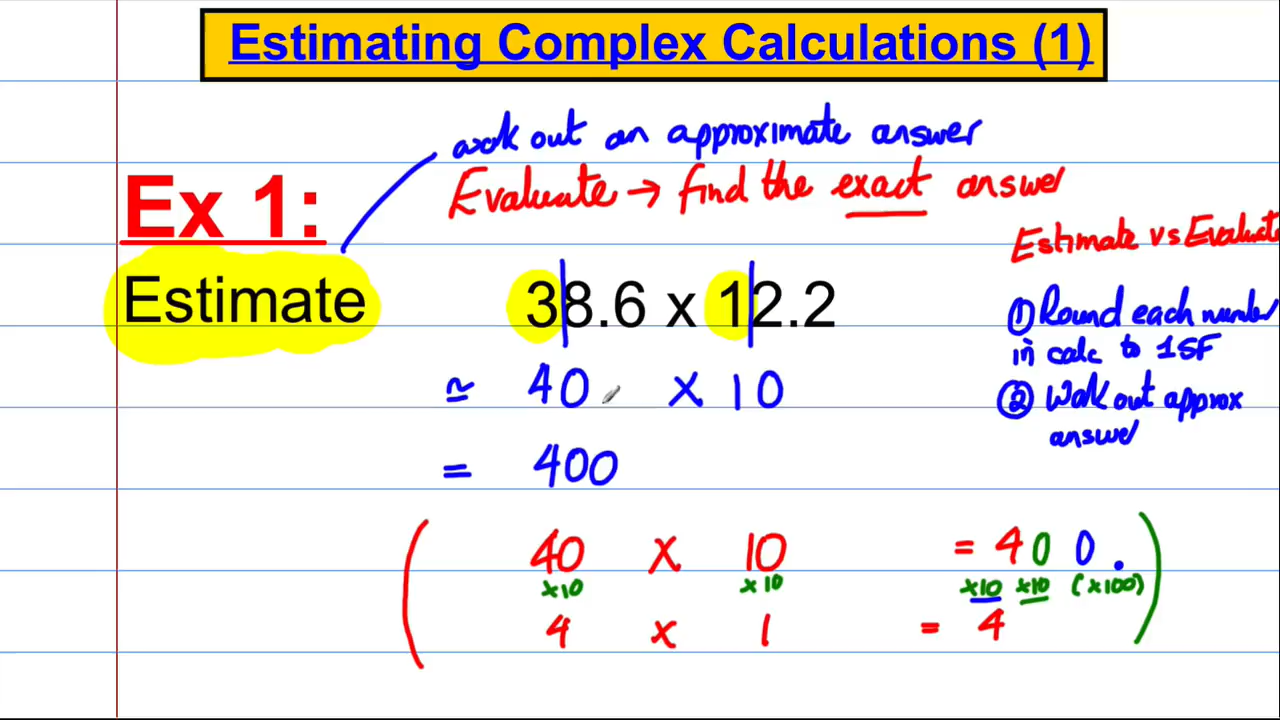 Estimating Complex Calculations (1)
work out an approximate answer
Evaluate → find the exact answer
Ex 1:
Estimate vs Evaluate
Estimate 38.6 x 12.2
① Round each number
in calc to 1SF
≃ 40 x 10
② Work out approx
answer
= 400
( 40 x 10 = 400. )
x10 x10 x10 x10 (x100)
4 x 1 = 4